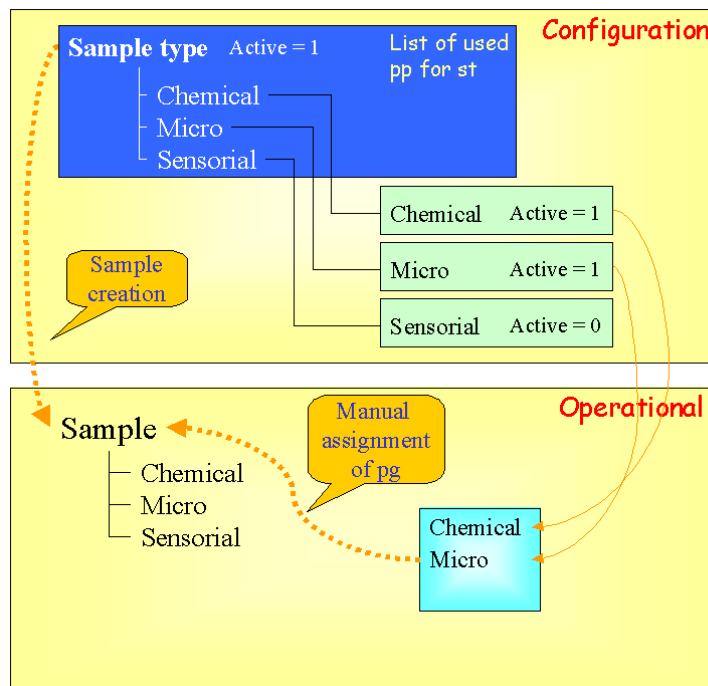 Configuration
Sample type Active = 1
List of used
pp for st
Chemical
Micro
Sensorial
Chemical Active = 1
Micro Active = 1
Sensorial Active = 0
Sample
creation
Operational
Sample
Chemical
Micro
Sensorial
Manual
assignment
of pg
Chemical
Micro